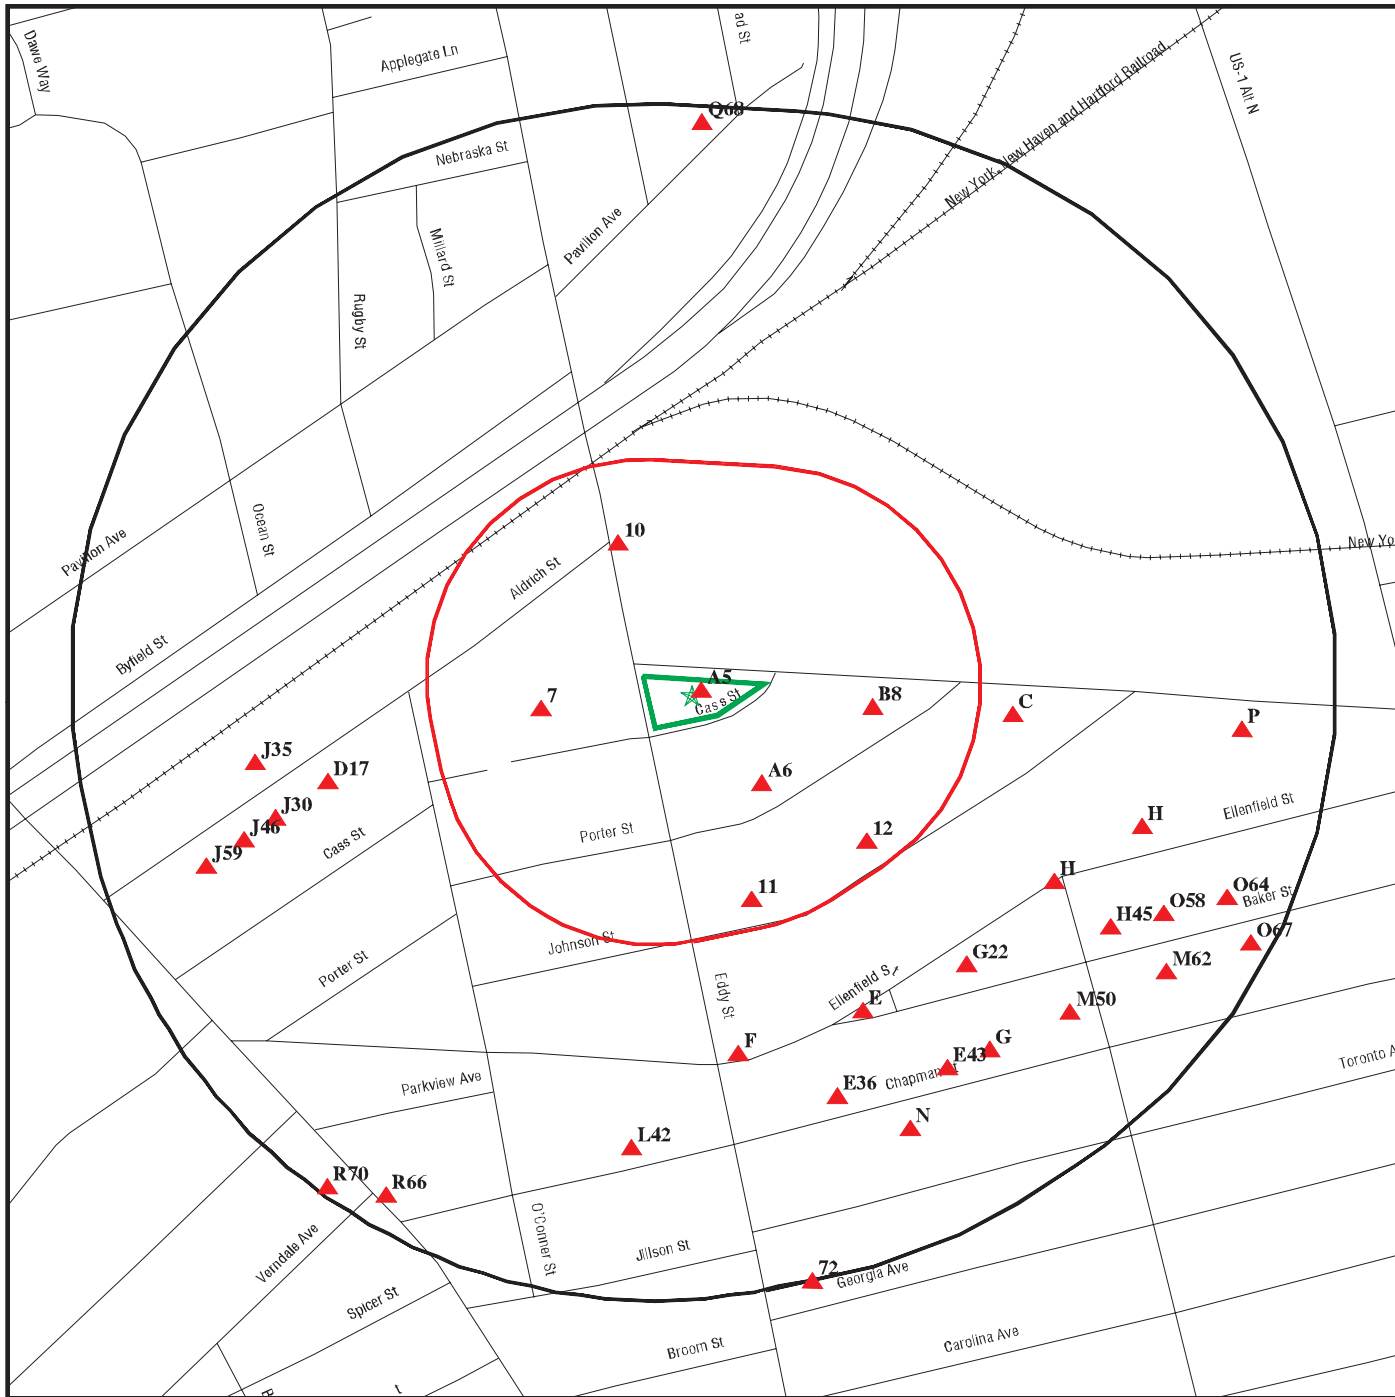 Dawe Way
Applegate Ln
ad St
US-1 Alt N
New York, New Haven and Hartford Railroad
Q68
Nebraska St
Pavilion Ave
Millard St
Rugby St
Ocean St
Pavilion Ave
10
New Yo
Aldrich St
Byfield St
A5
Cass St
7
B8
C
P
J35
D17
A6
J30
J46
J59
Cass St
Porter St
12
H
Ellenfield St
11
H
O64
Baker St
O58
H45
O67
Johnson St
Porter St
G22
M62
Eddy St
Ellenfield S
E
M50
F
G
E43
Chapman
Toronto A
Parkview Ave
E36
N
L42
R70
R66
O'Conner St
Verndale Ave
Jillson St
72
Georgia Ave
Spicer St
Broom St
Carolina Ave
t